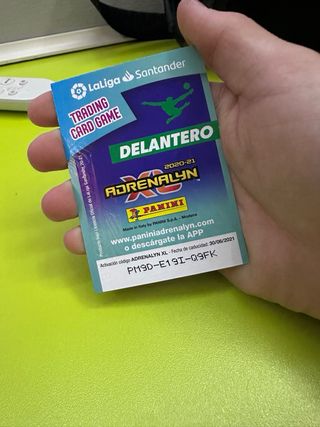 LaLiga Santander
TRADING
CARD GAME
DELANTERO
2020-21
ADRENALYN
XL
PANINI
Made in Italy by PANINI S.p.A. - Modena
www.paniniadrenalyn.com
o descárgate la APP
Activación código ADRENALYN XL - Fecha de caducidad: 30/06/2021
PM9D-E19I-Q9FK